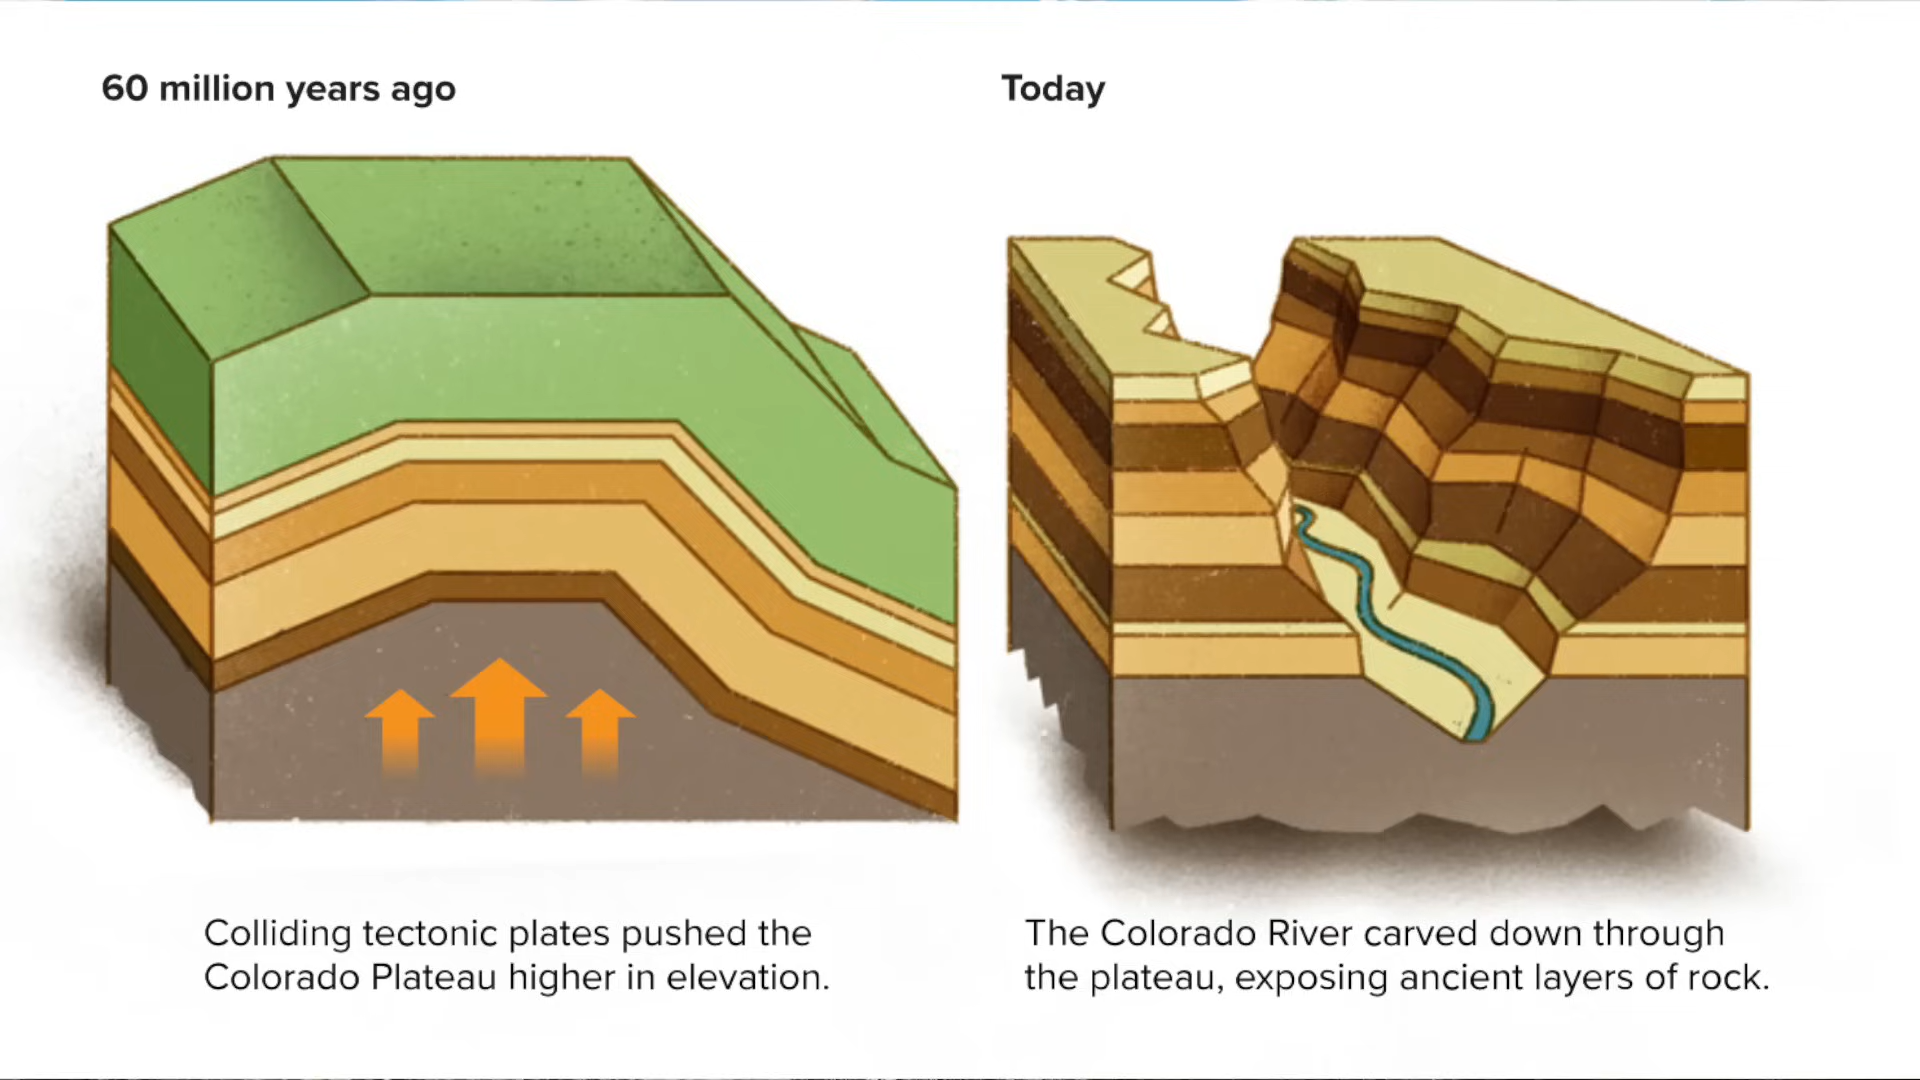 60 million years ago
Today
Colliding tectonic plates pushed the
Colorado Plateau higher in elevation.
The Colorado River carved down through
the plateau, exposing ancient layers of rock.